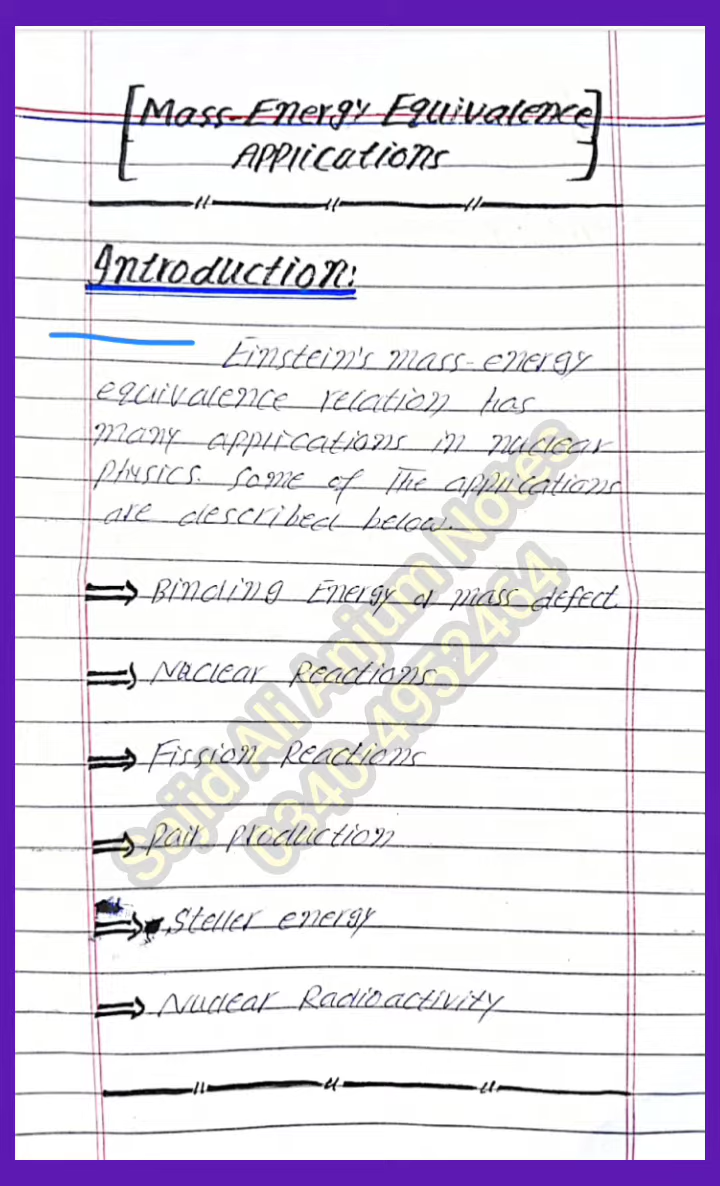 [Mass-Energy Equivalence]
[Applications]
Introduction:
Einstein's mass-energy
equivalence relation has
many applications in nuclear
physics. Some of The applications
are described below.
⇒ Binding Energy or mass defect.
⇒ Nuclear Reactions
⇒ Fission Reactions
⇒ Pair production
⇒ Steller energy
⇒ Nuclear Radioactivity
Sajid Ali Anjum Notes
0340-4952464